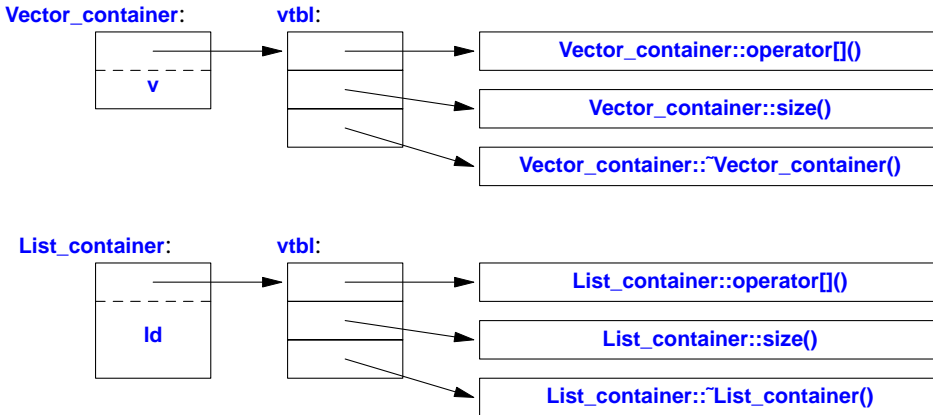 Vector_container: vtbl:
Vector_container::operator[]()
v
Vector_container::size()
Vector_container::˜Vector_container()
List_container: vtbl:
List_container::operator[]()
ld
List_container::size()
List_container::˜List_container()